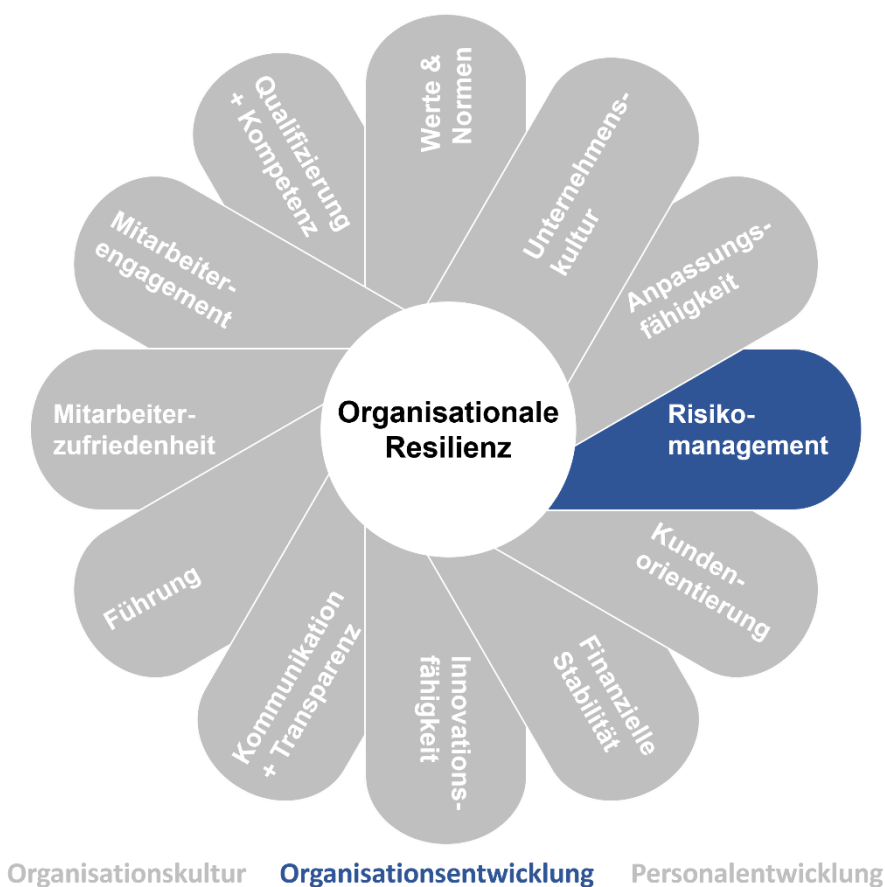 Organisationale
Resilienz
Werte &
Normen
Unternehmens-
kultur
Anpassungs-
fähigkeit
Risiko-
management
Kunden-
orientierung
Finanzielle
Stabilität
Innovations-
fähigkeit
Kommunikation
+ Transparenz
Führung
Mitarbeiter-
zufriedenheit
Mitarbeiter-
engagement
Qualifizierung
+ Kompetenz
Organisationskultur Organisationsentwicklung Personalentwicklung